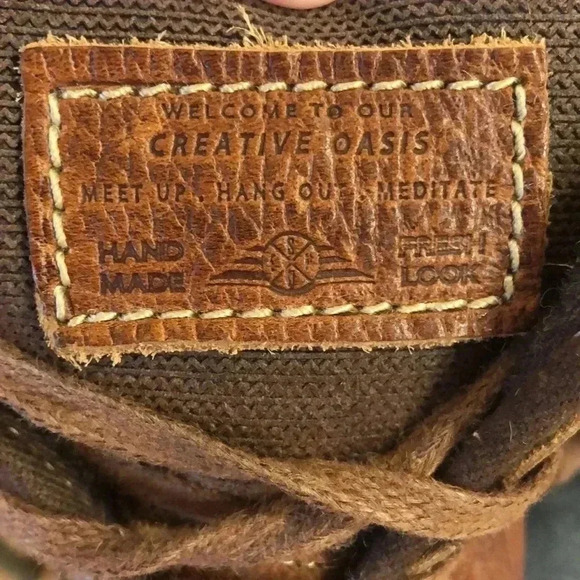 WELCOME TO OUR
CREATIVE OASIS
MEET UP . HANG OUT . MEDITATE
HAND MADE
FRESH LOOK